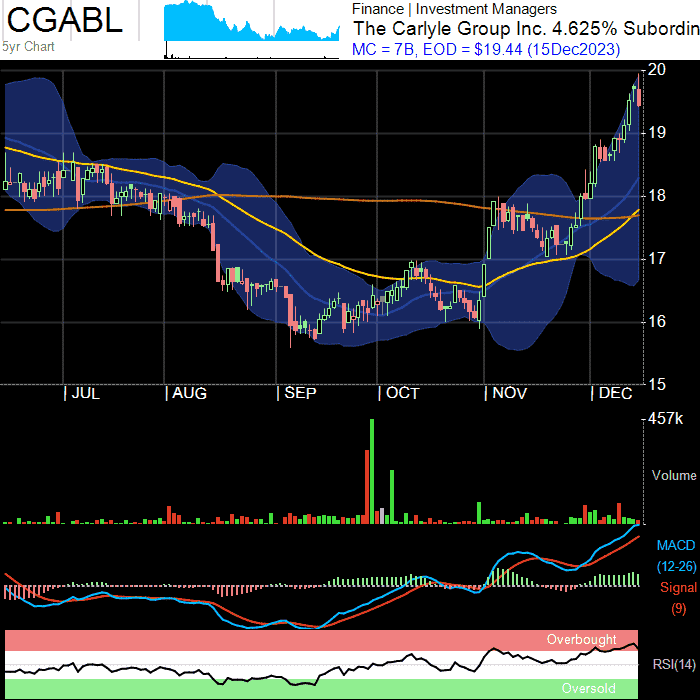 CGABL
5yr Chart
Finance | Investment Managers
The Carlyle Group Inc. 4.625% Subordin
MC = 7B, EOD = $19.44 (15Dec2023)
20
19
18
17
16
15
| JUL | AUG | SEP | OCT | NOV | DEC
457k
Volume
MACD
(12-26)
Signal
(9)
Overbought
RSI(14)
Oversold